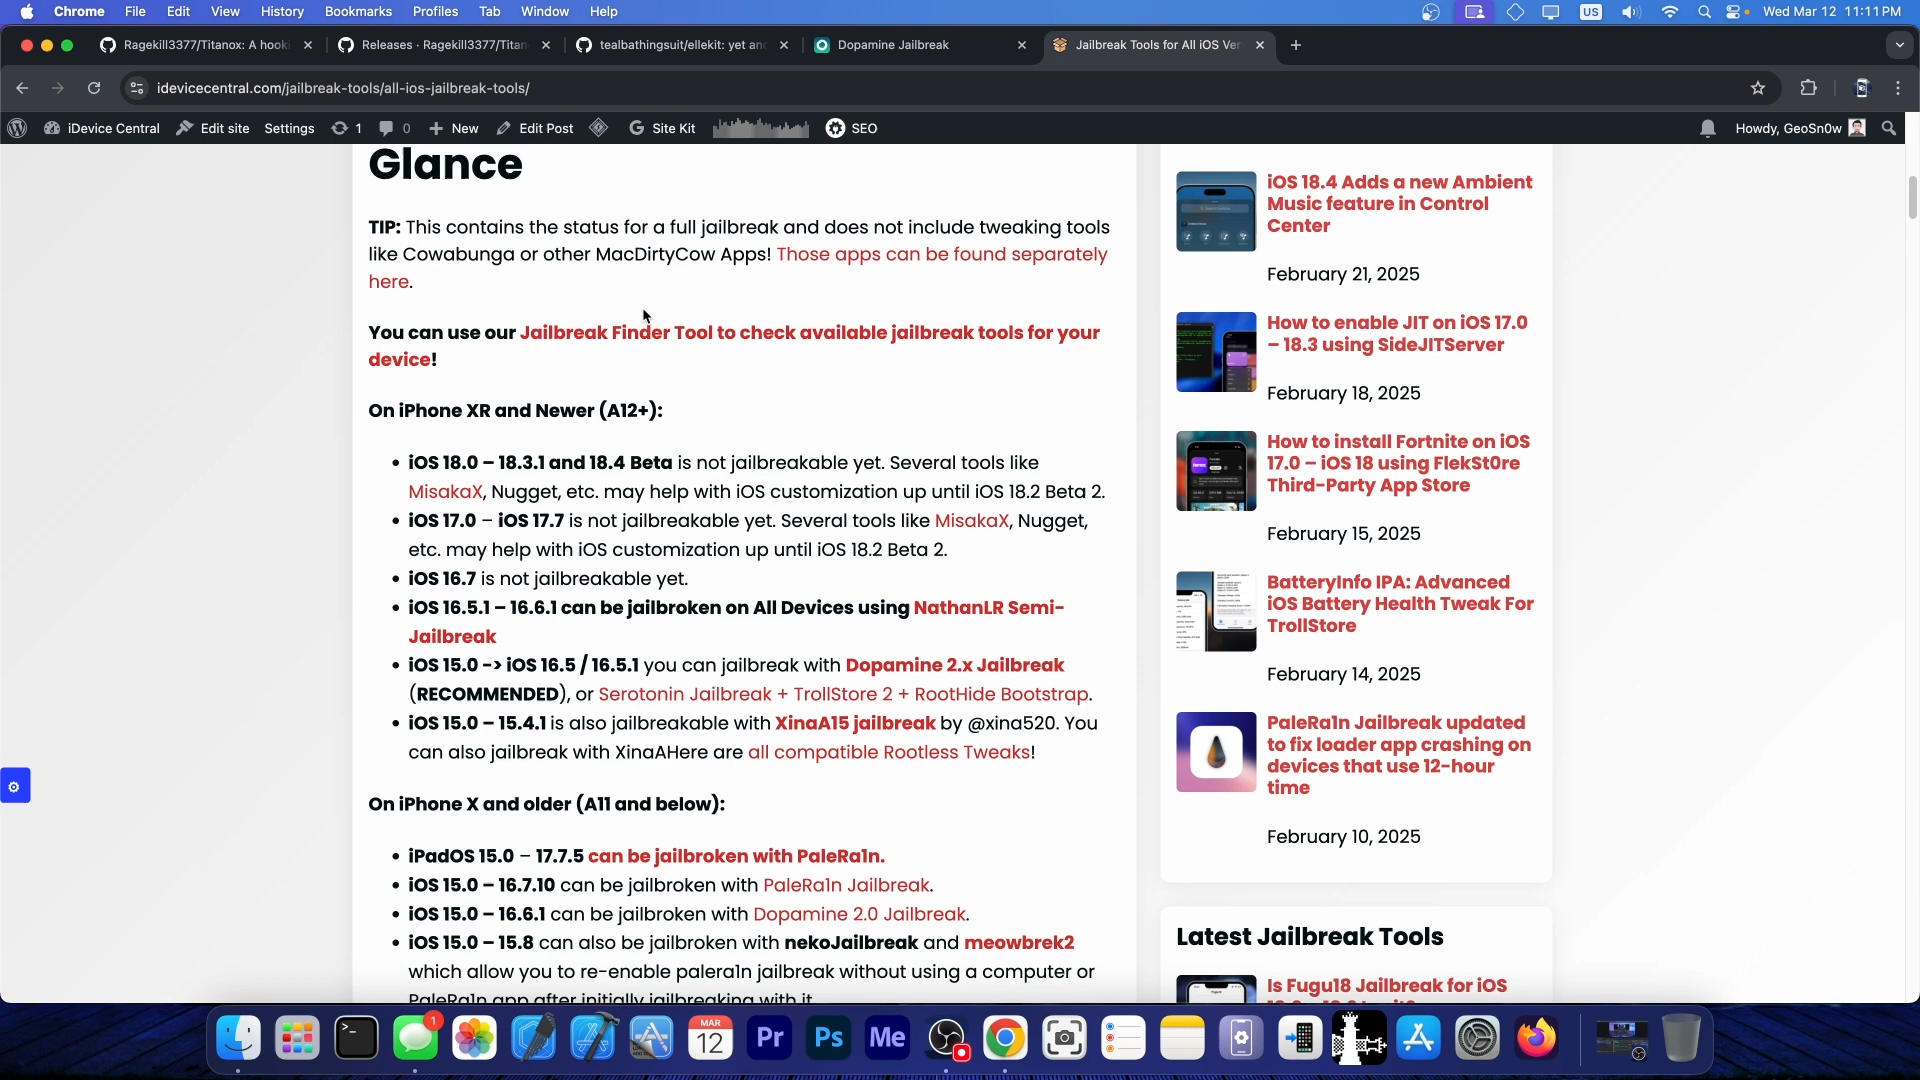 Chrome File Edit View History Bookmarks Profiles Tab Window Help
US
Wed Mar 12 11:11 PM
Ragekill3377/Titanox: A hooki
Releases · Ragekill3377/Titan
tealbathingsuit/ellekit: yet ano
Dopamine Jailbreak
Jailbreak Tools for All iOS Ver
idevicecentral.com/jailbreak-tools/all-ios-jailbreak-tools/
iDevice Central Edit site Settings 1 0 New Edit Post Site Kit SEO
Howdy, GeoSn0w
Glance
TIP: This contains the status for a full jailbreak and does not include tweaking tools
like Cowabunga or other MacDirtyCow Apps! Those apps can be found separately
here.
You can use our Jailbreak Finder Tool to check available jailbreak tools for your
device!
On iPhone XR and Newer (A12+):
• iOS 18.0 – 18.3.1 and 18.4 Beta is not jailbreakable yet. Several tools like
MisakaX, Nugget, etc. may help with iOS customization up until iOS 18.2 Beta 2.
• iOS 17.0 – iOS 17.7 is not jailbreakable yet. Several tools like MisakaX, Nugget,
etc. may help with iOS customization up until iOS 18.2 Beta 2.
• iOS 16.7 is not jailbreakable yet.
• iOS 16.5.1 – 16.6.1 can be jailbroken on All Devices using NathanLR Semi-
Jailbreak
• iOS 15.0 -> iOS 16.5 / 16.5.1 you can jailbreak with Dopamine 2.x Jailbreak
(RECOMMENDED), or Serotonin Jailbreak + TrollStore 2 + RootHide Bootstrap.
• iOS 15.0 – 15.4.1 is also jailbreakable with XinaA15 jailbreak by @xina520. You
can also jailbreak with XinaAHere are all compatible Rootless Tweaks!
On iPhone X and older (A11 and below):
• iPadOS 15.0 – 17.7.5 can be jailbroken with PaleRa1n.
• iOS 15.0 – 16.7.10 can be jailbroken with PaleRa1n Jailbreak.
• iOS 15.0 – 16.6.1 can be jailbroken with Dopamine 2.0 Jailbreak.
• iOS 15.0 – 15.8 can also be jailbroken with nekoJailbreak and meowbrek2
which allow you to re-enable palera1n jailbreak without using a computer or
PaleRa1n app after initially jailbreaking with it.
iOS 18.4 Adds a new Ambient
Music feature in Control
Center
February 21, 2025
How to enable JIT on iOS 17.0
– 18.3 using SideJITServer
February 18, 2025
How to install Fortnite on iOS
17.0 – iOS 18 using FlekSt0re
Third-Party App Store
February 15, 2025
BatteryInfo IPA: Advanced
iOS Battery Health Tweak For
TrollStore
February 14, 2025
PaleRa1n Jailbreak updated
to fix loader app crashing on
devices that use 12-hour
time
February 10, 2025
Latest Jailbreak Tools
Is Fugu18 Jailbreak for iOS
1
MAR
12
Pr
Ps
Me